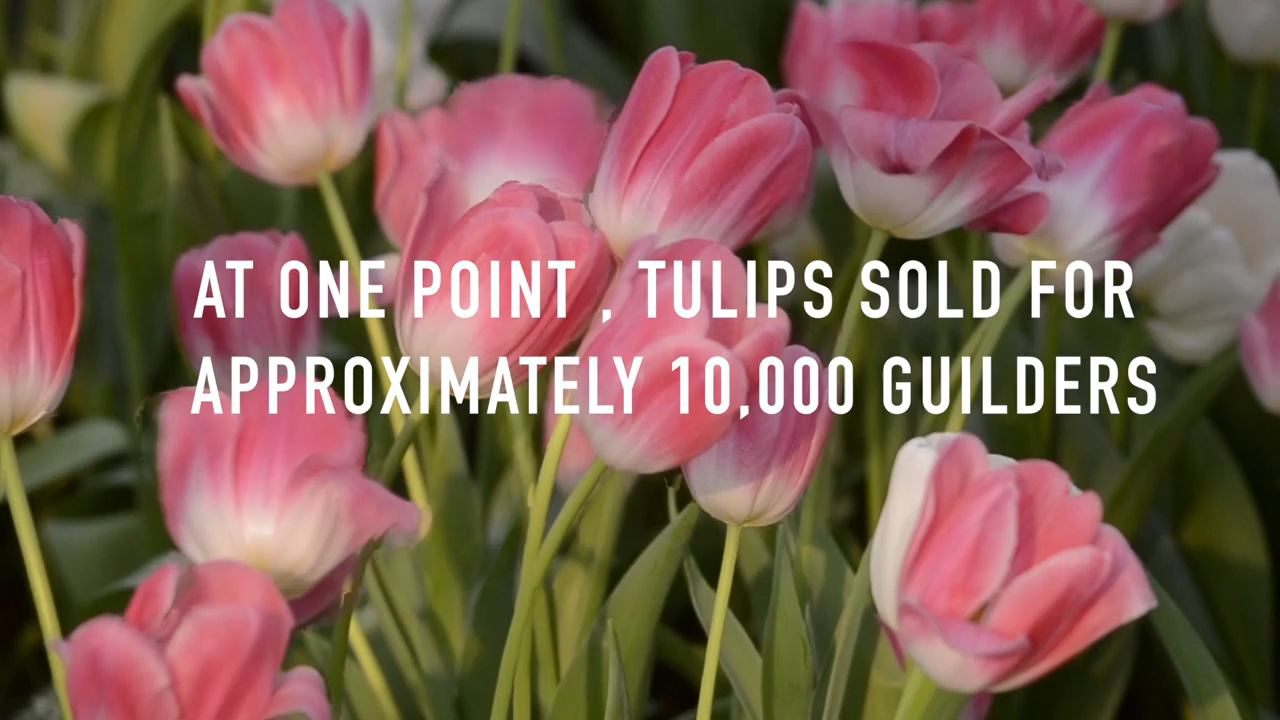 AT ONE POINT , TULIPS SOLD FOR
APPROXIMATELY 10,000 GUILDERS